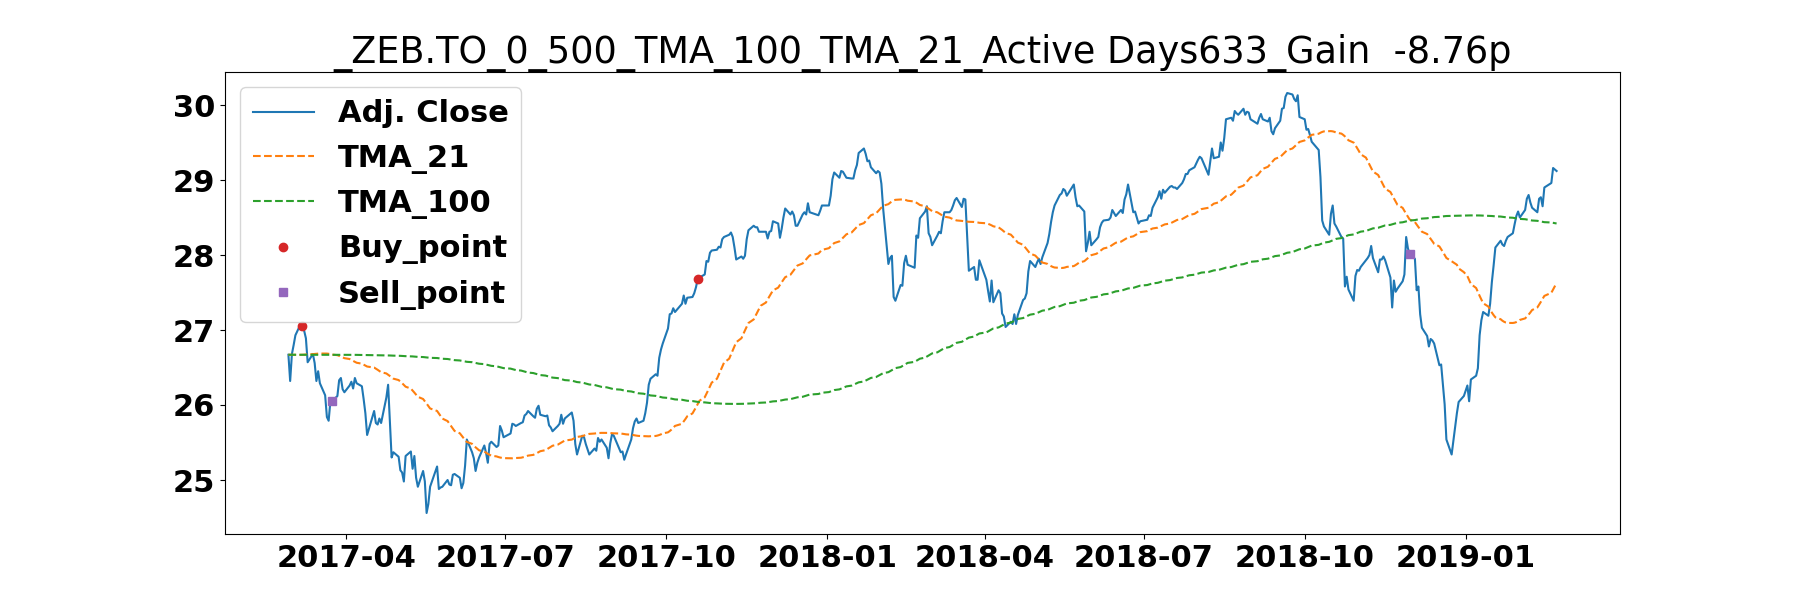 _ZEB.TO_0_500_TMA_100_TMA_21_Active Days633_Gain  -8.76p
Adj. Close
TMA_21
TMA_100
Buy_point
Sell_point
30
29
28
27
26
25
2017-04 2017-07 2017-10 2018-01 2018-04 2018-07 2018-10 2019-01